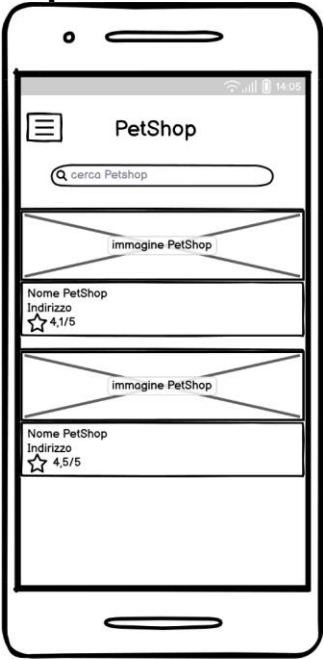 14:05
PetShop
cerca Petshop
immagine PetShop
Nome PetShop
Indirizzo
4,1/5
immagine PetShop
Nome PetShop
Indirizzo
4,5/5